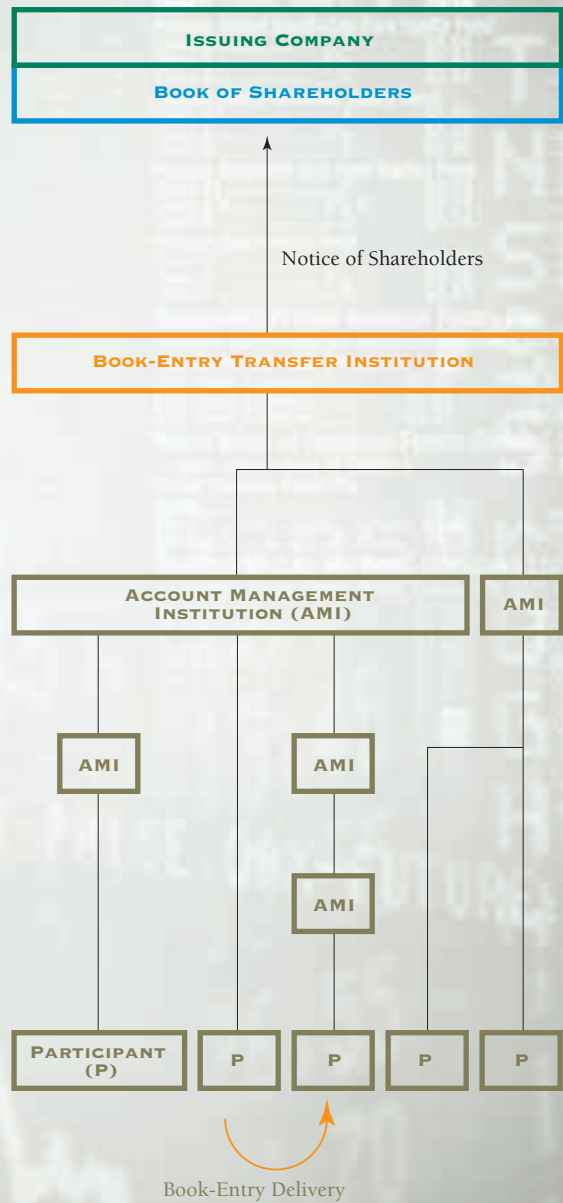 ISSUING COMPANY
BOOK OF SHAREHOLDERS
Notice of Shareholders
BOOK-ENTRY TRANSFER INSTITUTION
ACCOUNT MANAGEMENT
INSTITUTION (AMI)
AMI
AMI
AMI
AMI
PARTICIPANT
(P)
P
P
P
P
Book-Entry Delivery